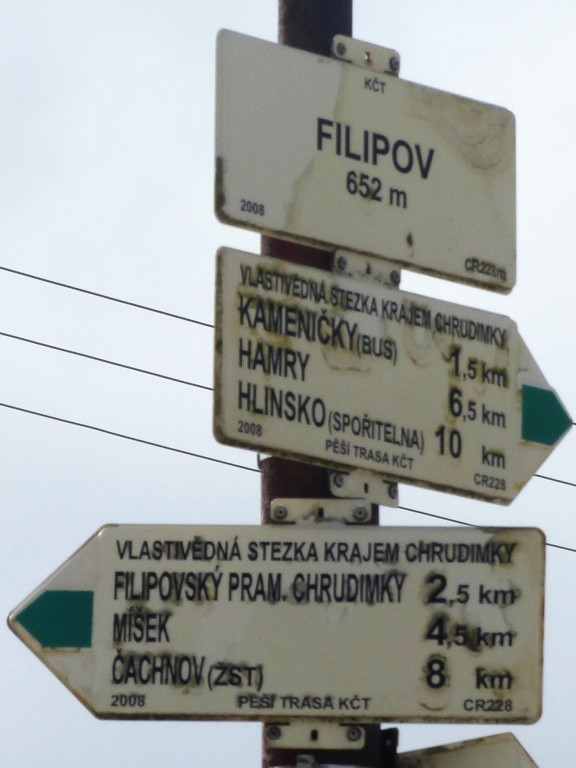 KČT
FILIPOV
652 m
2008 CR228m
VLASTIVĚDNÁ STEZKA KRAJEM CHRUDIMKY
KAMENIČKY (BUS) 1,5 km
HAMRY 6,5 km
HLINSKO (SPOŘITELNA) 10 km
2008 PĚŠÍ TRASA KČT CR228
VLASTIVĚDNÁ STEZKA KRAJEM CHRUDIMKY
FILIPOVSKÝ PRAM. CHRUDIMKY 2,5 km
MÍŠEK 4,5 km
ČACHNOV (ŽST) 8 km
2008 PĚŠÍ TRASA KČT CR228